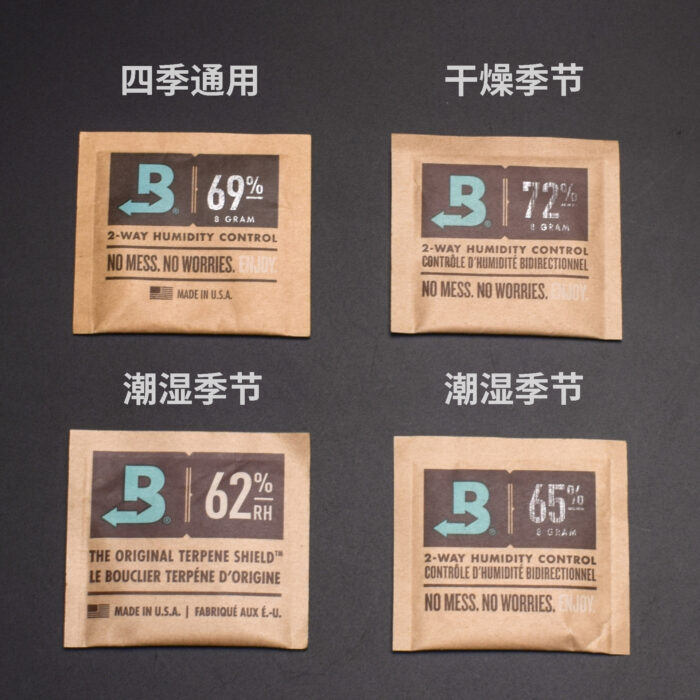 四季通用
B® 69%
8 GRAM
2-WAY HUMIDITY CONTROL
NO MESS. NO WORRIES. ENJOY.
MADE IN U.S.A.
干燥季节
B® 72%
8 GRAM
2-WAY HUMIDITY CONTROL
CONTRÔLE D'HUMIDITÉ BIDIRECTIONNEL
NO MESS. NO WORRIES. ENJOY.
潮湿季节
B® 62%
RH
THE ORIGINAL TERPENE SHIELD™
LE BOUCLIER TERPÉNE D'ORIGINE
MADE IN U.S.A. | FABRIQUÉ AUX É.-U.
潮湿季节
B® 65%
8 GRAM
2-WAY HUMIDITY CONTROL
CONTRÔLE D'HUMIDITÉ BIDIRECTIONNEL
NO MESS. NO WORRIES. ENJOY.